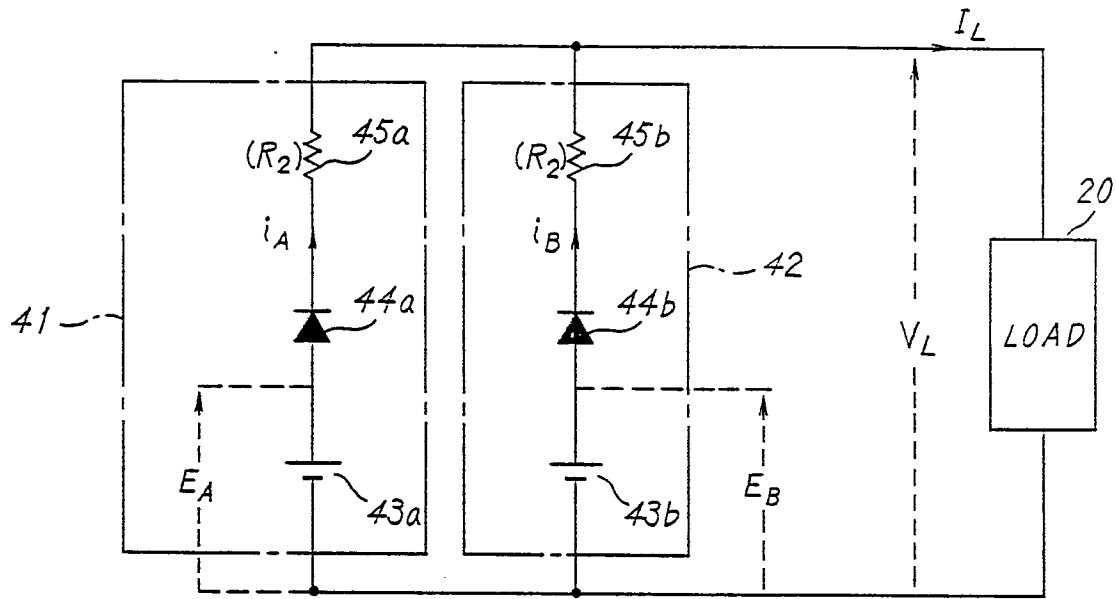 I_L
(R_2)
45a
(R_2)
45b
i_A
i_B
42
20
41
44a
44b
V_L
LOAD
E_A
43a
43b
E_B